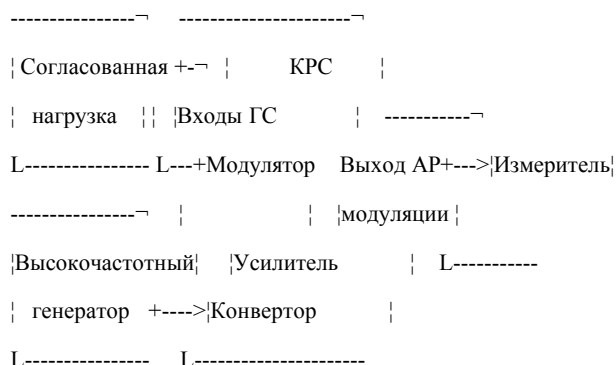 ----------------¬ ----------------------¬
¦ Согласованная +-¬ ¦ КРС ¦
¦ нагрузка ¦¦ ¦Входы ГС ¦ -----------¬
L---------------- L---+Модулятор Выход АР+--->¦Измеритель¦
----------------¬ ¦ ¦ ¦модуляции ¦
¦Высокочастотный¦ ¦Усилитель ¦ L-----------
¦ генератор +---->¦Конвертор ¦
L---------------- L----------------------